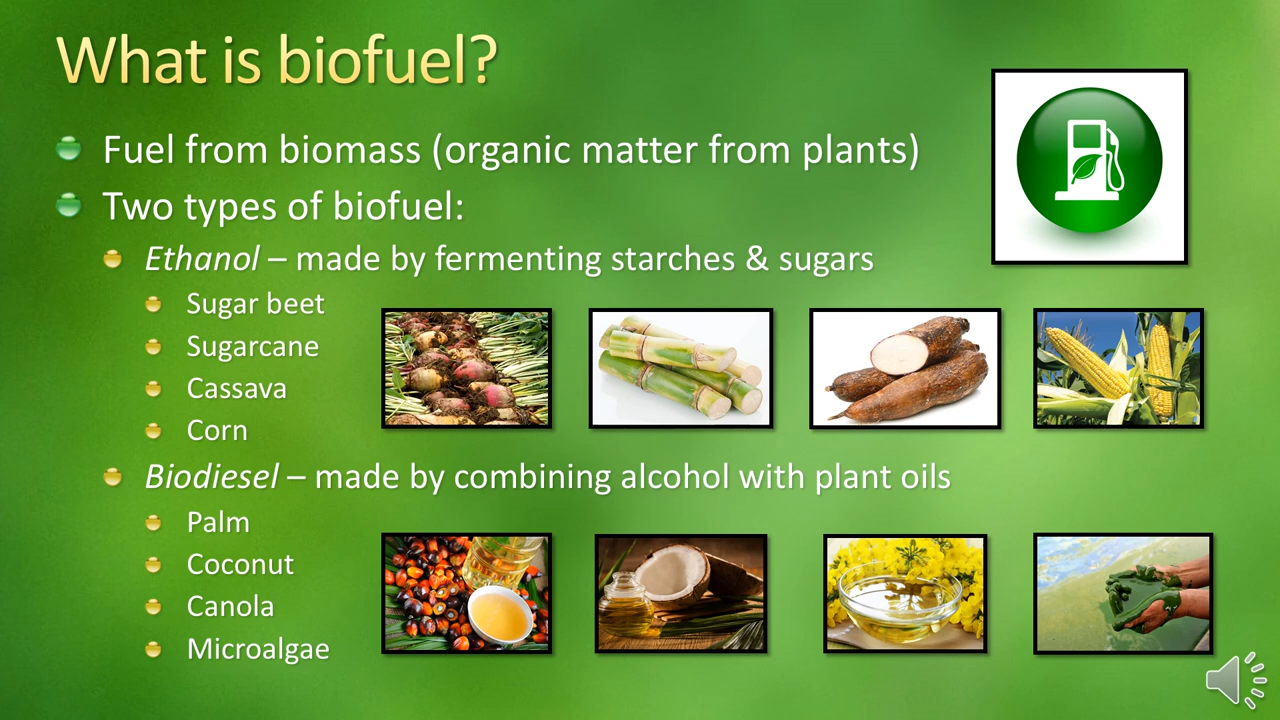 What is biofuel?
Fuel from biomass (organic matter from plants)
Two types of biofuel:
Ethanol – made by fermenting starches & sugars
Sugar beet
Sugarcane
Cassava
Corn
Biodiesel – made by combining alcohol with plant oils
Palm
Coconut
Canola
Microalgae